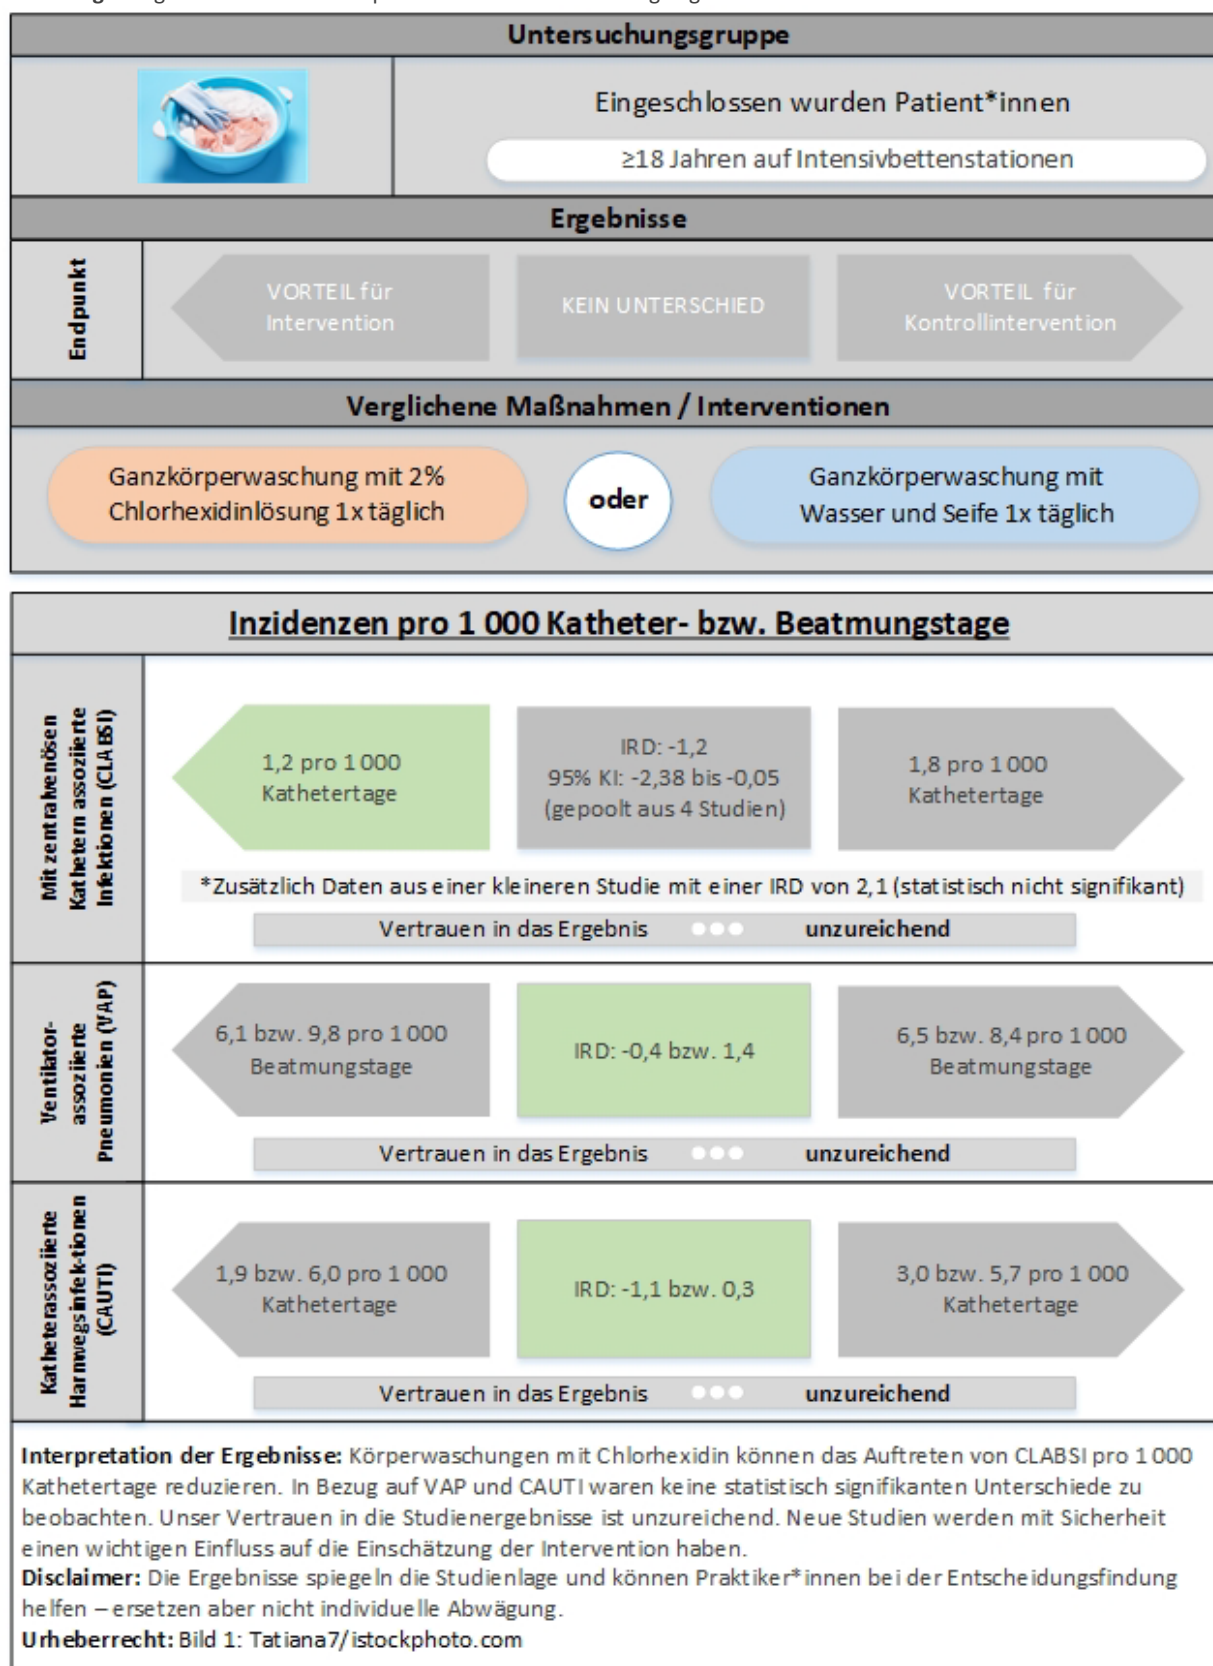 Untersuchungsgruppe
Eingeschlossen wurden Patient*innen
≥18 Jahren auf Intensivbettenstationen
Ergebnisse
Endpunkt
VORTEIL für
Intervention
KEIN UNTERSCHIED
VORTEIL für
Kontrollintervention
Verglichene Maßnahmen / Interventionen
Ganzkörperwaschung mit 2%
Chlorhexidinlösung 1x täglich
oder
Ganzkörperwaschung mit
Wasser und Seife 1x täglich
Inzidenzen pro 1 000 Katheter- bzw. Beatmungstage
Mit zentralvenösen
Kathetern assoziierte
Infektionen (CLABSI)
1,2 pro 1 000
Kathetertage
IRD: -1,2
95% KI: -2,38 bis -0,05
(gepoolt aus 4 Studien)
1,8 pro 1 000
Kathetertage
*Zusätzlich Daten aus einer kleineren Studie mit einer IRD von 2,1 (statistisch nicht signifikant)
Vertrauen in das Ergebnis unzureichend
Ventilator-
assoziierte
Pneumonien (VAP)
6,1 bzw. 9,8 pro 1 000
Beatmungstage
IRD: -0,4 bzw. 1,4
6,5 bzw. 8,4 pro 1 000
Beatmungstage
Vertrauen in das Ergebnis unzureichend
Katheterassoziierte
Harnwegsinfek-tionen
(CAUTI)
1,9 bzw. 6,0 pro 1 000
Kathetertage
IRD: -1,1 bzw. 0,3
3,0 bzw. 5,7 pro 1 000
Kathetertage
Vertrauen in das Ergebnis unzureichend
Interpretation der Ergebnisse: Körperwaschungen mit Chlorhexidin können das Auftreten von CLABSI pro 1 000
Kathetertage reduzieren. In Bezug auf VAP und CAUTI waren keine statistisch signifikanten Unterschiede zu
beobachten. Unser Vertrauen in die Studienergebnisse ist unzureichend. Neue Studien werden mit Sicherheit
einen wichtigen Einfluss auf die Einschätzung der Intervention haben.
Disclaimer: Die Ergebnisse spiegeln die Studienlage und können Praktiker*innen bei der Entscheidungsfindung
helfen – ersetzen aber nicht individuelle Abwägung.
Urheberrecht: Bild 1: Tatiana7/istockphoto.com